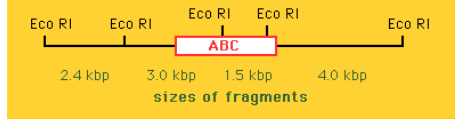 Eco RI Eco RI
Eco RI Eco RI Eco RI
ABC
2.4 kbp 3.0 kbp 1.5 kbp 4.0 kbp
sizes of fragments